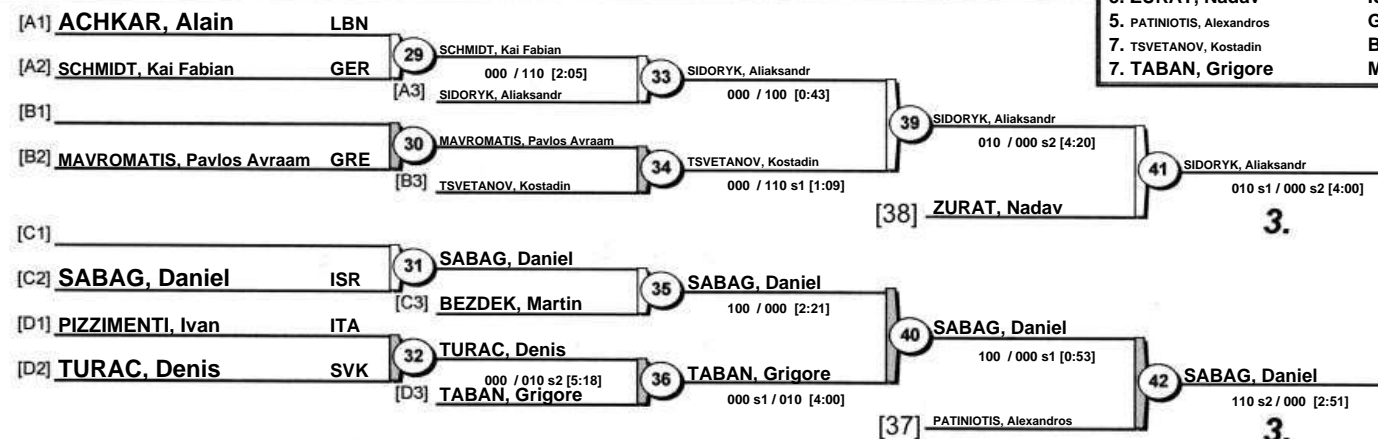 3. ZURAT, Nadav
5. PATINIOTIS, Alexandros G
7. TSVETANOV, Kostadin B
7. TABAN, Grigore M
[A1] ACHKAR, Alain LBN
29
SCHMIDT, Kai Fabian
[A2] SCHMIDT, Kai Fabian GER
000 / 110 [2:05]
33
SIDORYK, Aliaksandr
[A3] SIDORYK, Aliaksandr
000 / 100 [0:43]
[B1]
39
SIDORYK, Aliaksandr
30
MAVROMATIS, Pavlos Avraam
010 / 000 s2 [4:20]
[B2] MAVROMATIS, Pavlos Avraam GRE
34
TSVETANOV, Kostadin
41
SIDORYK, Aliaksandr
[B3] TSVETANOV, Kostadin
000 / 110 s1 [1:09]
010 s1 / 000 s2 [4:00]
[38] ZURAT, Nadav
3.
[C1]
31
SABAG, Daniel
[C2] SABAG, Daniel ISR
35
SABAG, Daniel
[C3] BEZDEK, Martin
100 / 000 [2:21]
[D1] PIZZIMENTI, Ivan ITA
40
SABAG, Daniel
32
TURAC, Denis
100 / 000 s1 [0:53]
[D2] TURAC, Denis SVK
000 / 010 s2 [5:18]
36
TABAN, Grigore
42
SABAG, Daniel
[D3] TABAN, Grigore
000 s1 / 010 [4:00]
110 s2 / 000 [2:51]
[37] PATINIOTIS, Alexandros
3.